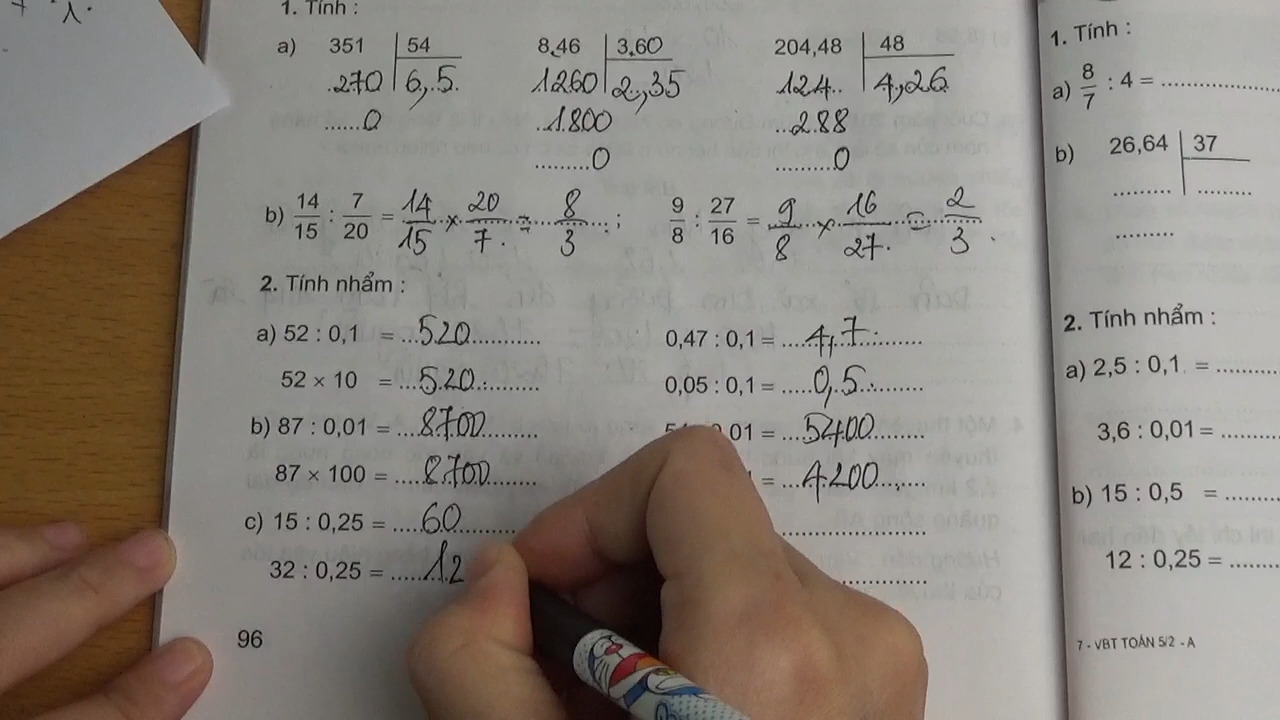 1. Tính :
a) 351 54 8,46 3,60 204,48 48
270 6,5 1260 2,35 124 4,26
0 1800 288
0 0
b) 14/15 : 7/20 = 14/15 × 20/7 = 8/3 ; 9/8 : 27/16 = 9/8 × 16/27 = 2/3
2. Tính nhẩm :
a) 52 : 0,1 = 520 0,47 : 0,1 = 4,7
52 × 10 = 520 0,05 : 0,1 = 0,5
b) 87 : 0,01 = 8700 01 = 5400
87 × 100 = 8700 = 4200
c) 15 : 0,25 = 60
32 : 0,25 = 12
96
1. Tính :
a) 8/7 : 4 =
b) 26,64 37
2. Tính nhẩm :
a) 2,5 : 0,1 =
3,6 : 0,01 =
b) 15 : 0,5 =
12 : 0,25 =
7 - VBT TOÁN 5/2 - A